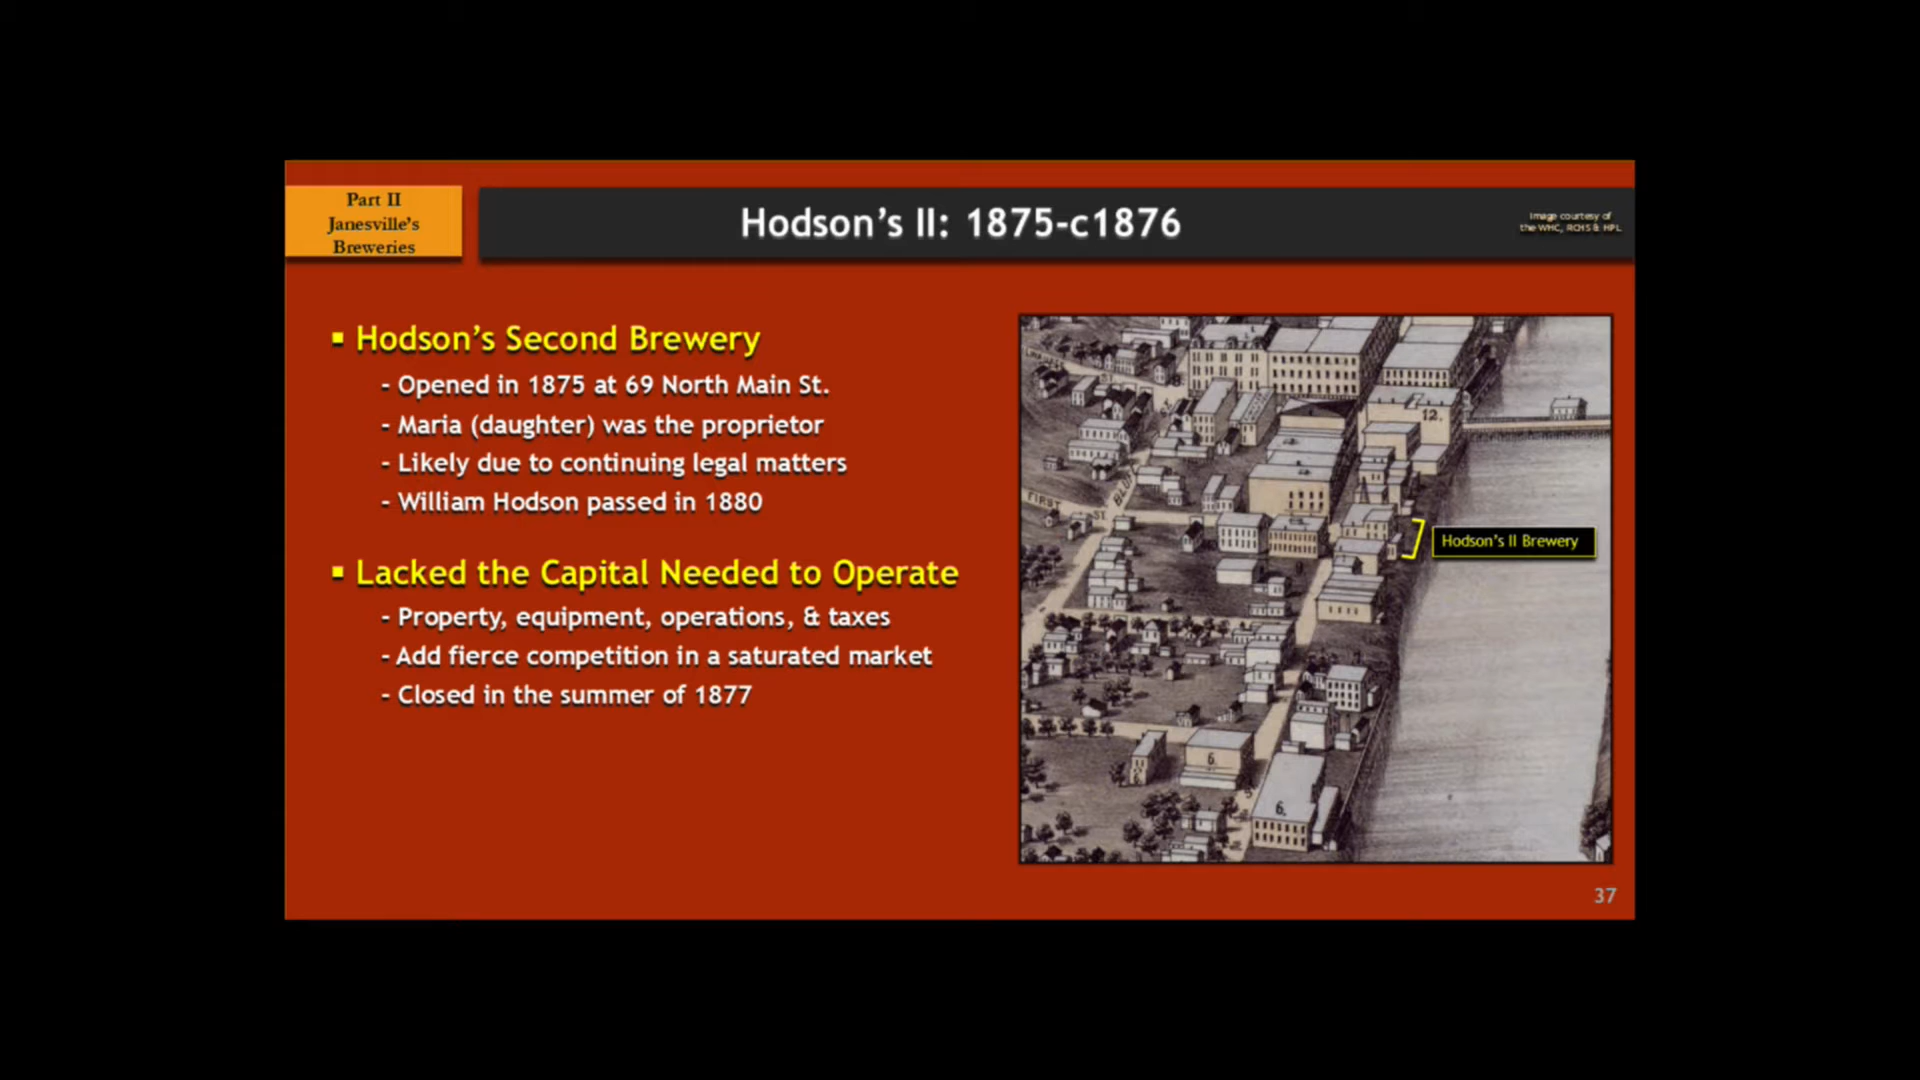 Part II
Janesville's
Breweries
Hodson's II: 1875-c1876
Image courtesy of
the WHC, RCHS & HPL
▪ Hodson's Second Brewery
- Opened in 1875 at 69 North Main St.
- Maria (daughter) was the proprietor
- Likely due to continuing legal matters
- William Hodson passed in 1880
▪ Lacked the Capital Needed to Operate
- Property, equipment, operations, & taxes
- Add fierce competition in a saturated market
- Closed in the summer of 1877
12.
FIRST
ST.
Hodson's II Brewery
6.
6.
37